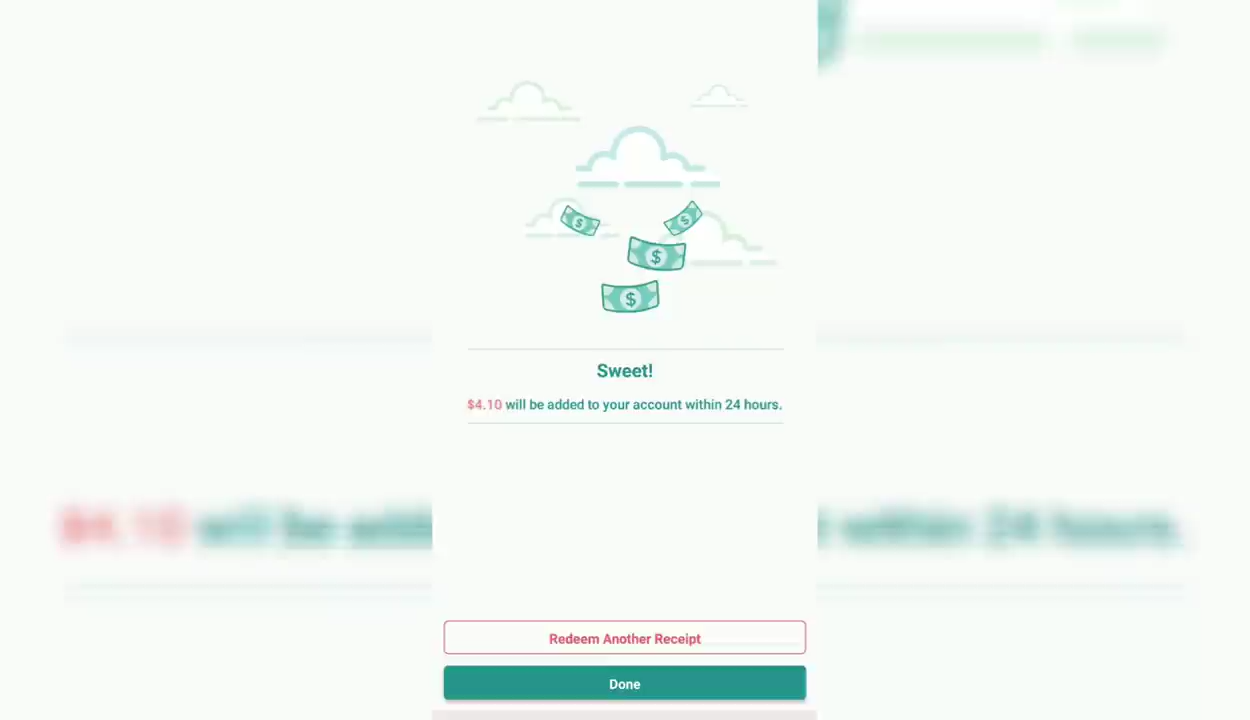 Sweet!
$4.10 will be added to your account within 24 hours.
Redeem Another Receipt
Done